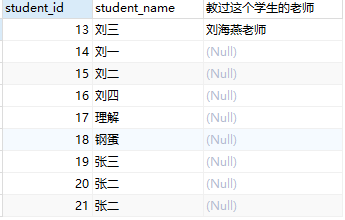 student_id student_name 教过这个学生的老师
13 刘三 刘海燕老师
14 刘一 (Null)
15 刘二 (Null)
16 刘四 (Null)
17 理解 (Null)
18 钢蛋 (Null)
19 张三 (Null)
20 张二 (Null)
21 张二 (Null)